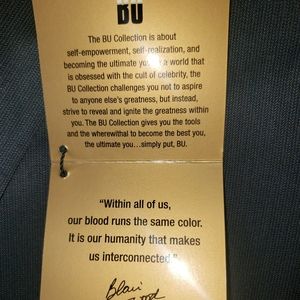 BU
The BU Collection is about
self-empowerment, self-realization, and
becoming the ultimate you. In a world that
is obsessed with the cult of celebrity, the
BU Collection challenges you not to aspire
to anyone else's greatness, but instead,
strive to reveal and ignite the greatness within
you. The BU Collection gives you the tools
and the wherewithal to become the best you,
the ultimate you...simply put, BU.
"Within all of us,
our blood runs the same color.
It is our humanity that makes
us interconnected."
Blair